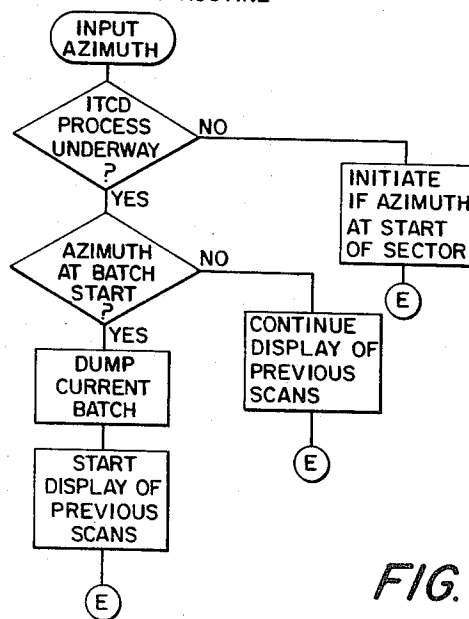 INPUT
AZIMUTH
ITCD
PROCESS
UNDERWAY
?
NO
YES
INITIATE
IF AZIMUTH
AT START
OF SECTOR
E
AZIMUTH
AT BATCH
START
?
NO
YES
CONTINUE
DISPLAY OF
PREVIOUS
SCANS
E
DUMP
CURRENT
BATCH
START
DISPLAY OF
PREVIOUS
SCANS
E
FIG.